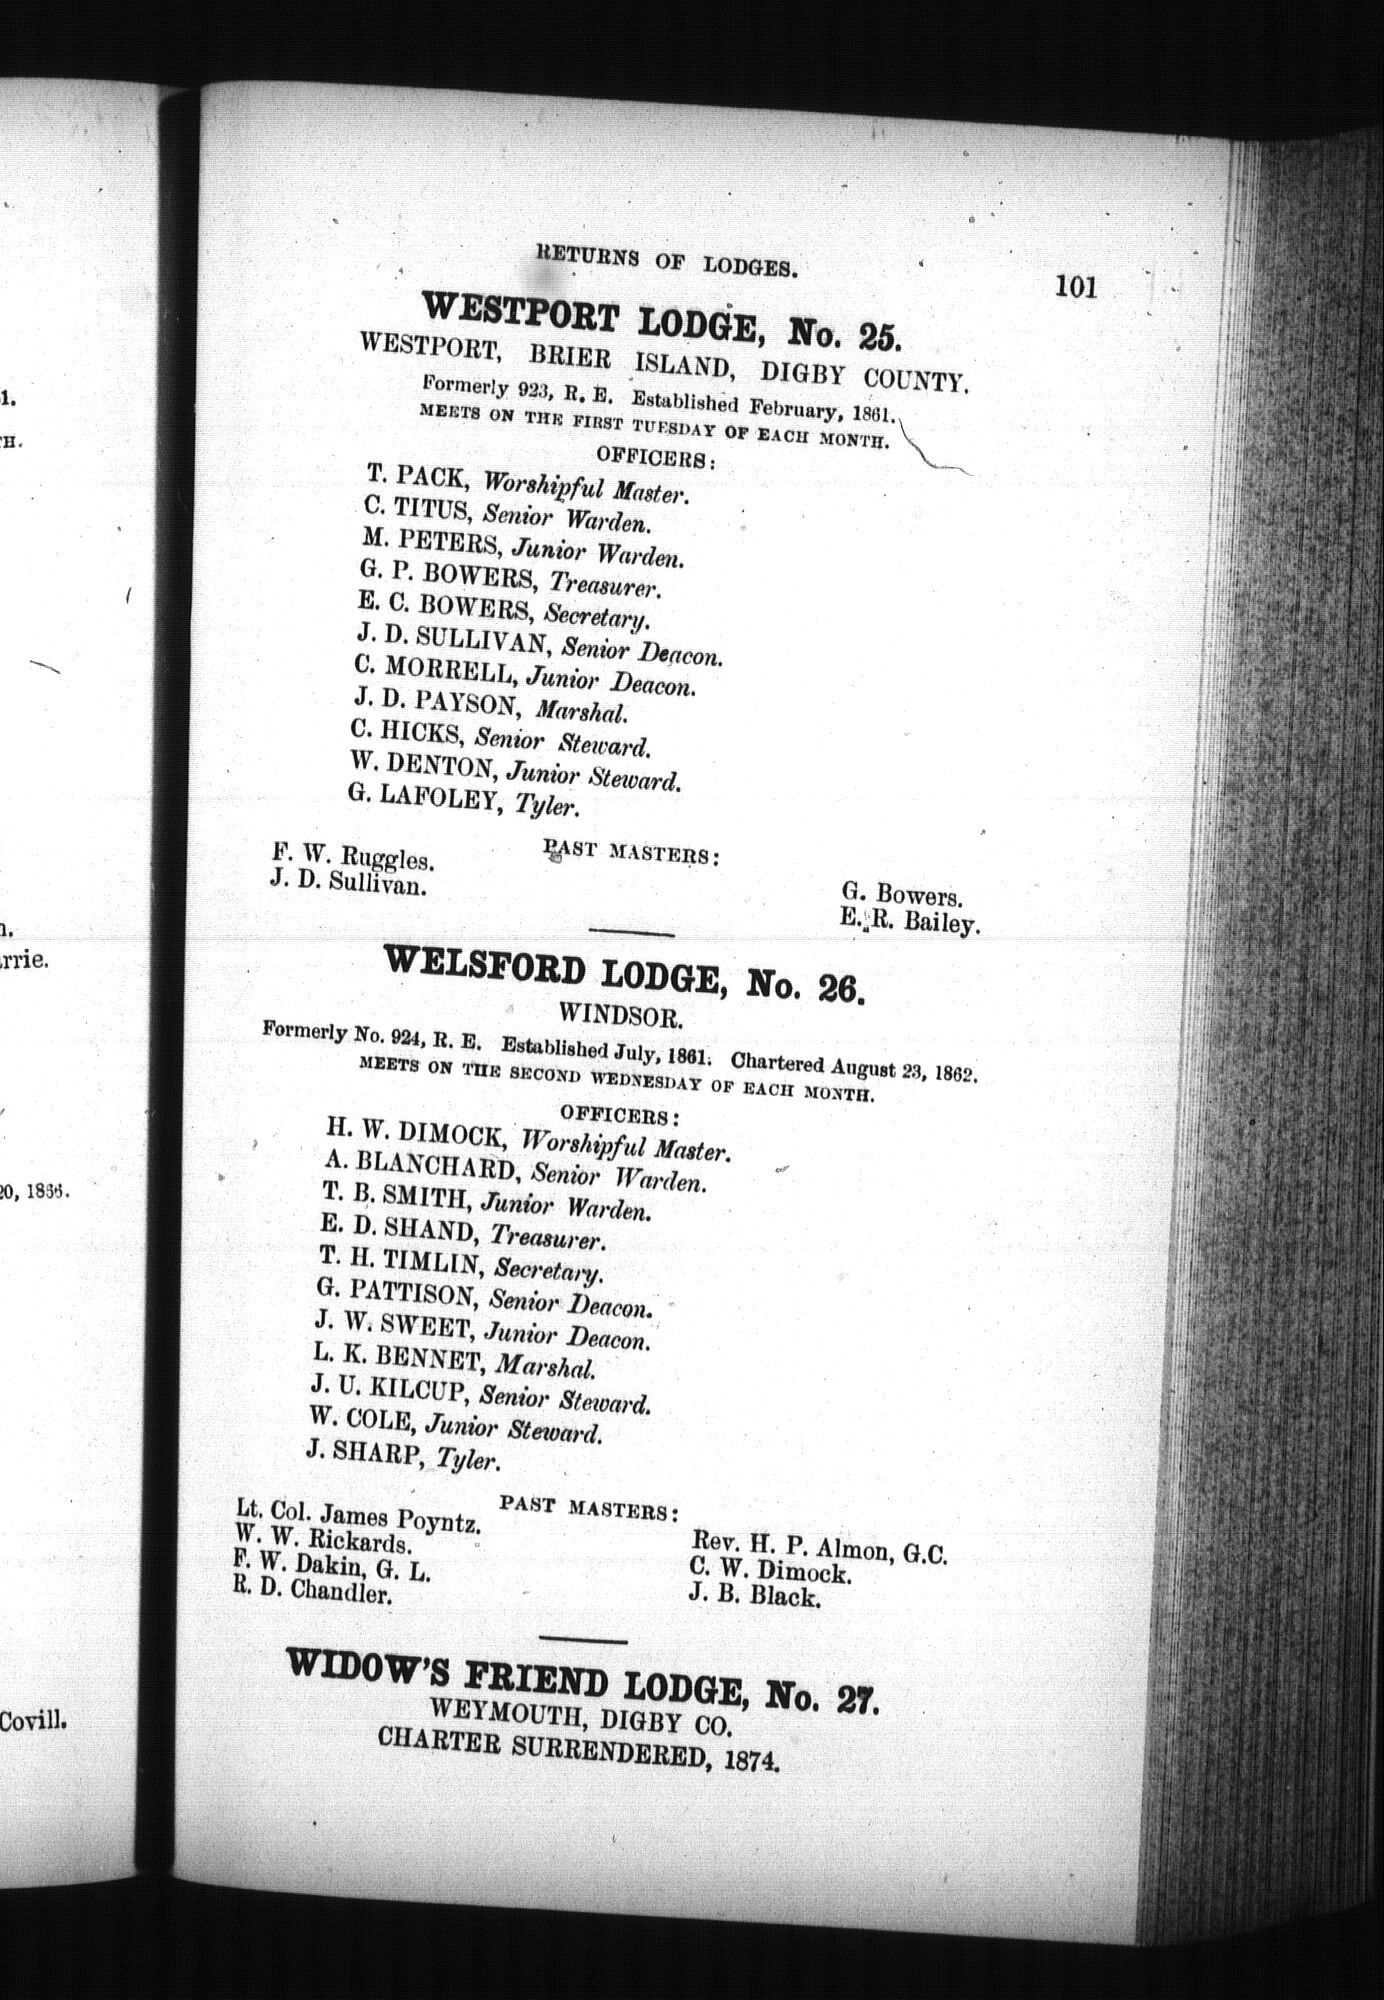 1.
TH.
n.
arrie.
20, 1866.
Covill.
RETURNS OF LODGES.
101
WESTPORT LODGE, No. 25.
WESTPORT, BRIER ISLAND, DIGBY COUNTY.
Formerly 923, R. E. Established February, 1861.
MEETS ON THE FIRST TUESDAY OF EACH MONTH.
OFFICERS:
T. PACK, Worshipful Master.
C. TITUS, Senior Warden.
M. PETERS, Junior Warden.
G. P. BOWERS, Treasurer.
E. C. BOWERS, Secretary.
J. D. SULLIVAN, Senior Deacon.
C. MORRELL, Junior Deacon.
J. D. PAYSON, Marshal.
C. HICKS, Senior Steward.
W. DENTON, Junior Steward.
G. LAFOLEY, Tyler.
PAST MASTERS:
F. W. Ruggles.
J. D. Sullivan.
G. Bowers.
E. R. Bailey.
WELSFORD LODGE, No. 26.
WINDSOR.
Formerly No. 924, R. E. Established July, 1861. Chartered August 23, 1862.
MEETS ON THE SECOND WEDNESDAY OF EACH MONTH.
OFFICERS:
H. W. DIMOCK, Worshipful Master.
A. BLANCHARD, Senior Warden.
T. B. SMITH, Junior Warden.
E. D. SHAND, Treasurer.
T. H. TIMLIN, Secretary.
G. PATTISON, Senior Deacon.
J. W. SWEET, Junior Deacon.
L. K. BENNET, Marshal.
J. U. KILCUP, Senior Steward.
W. COLE, Junior Steward.
J. SHARP, Tyler.
PAST MASTERS:
Lt. Col. James Poyntz.
W. W. Rickards.
F. W. Dakin, G. L.
R. D. Chandler.
Rev. H. P. Almon, G.C.
C. W. Dimock.
J. B. Black.
WIDOW'S FRIEND LODGE, No. 27.
WEYMOUTH, DIGBY CO.
CHARTER SURRENDERED, 1874.